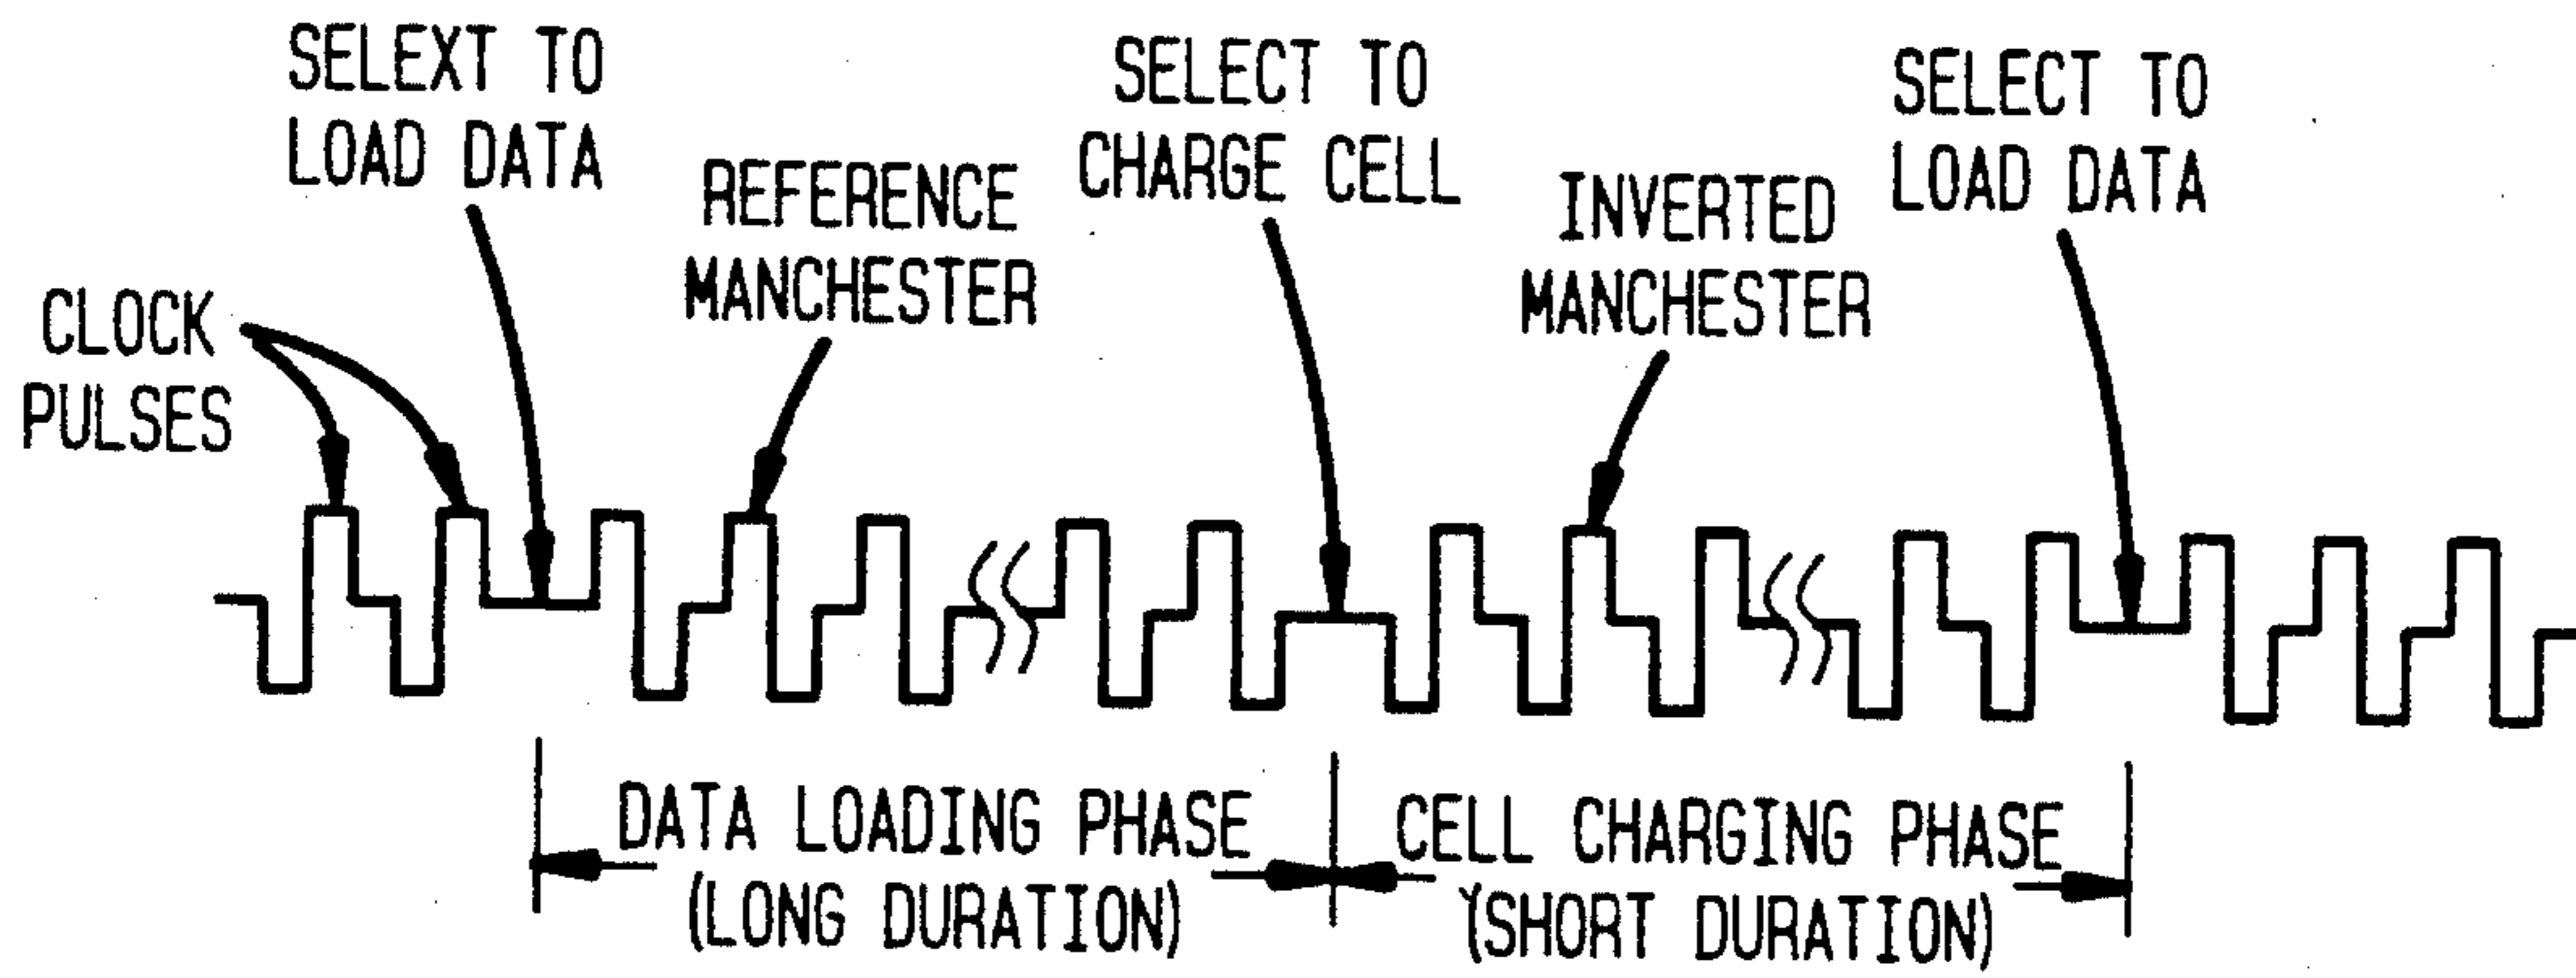 SELEXT TO
LOAD DATA
SELECT TO
CHARGE CELL
SELECT TO
LOAD DATA
REFERENCE
MANCHESTER
INVERTED
MANCHESTER
CLOCK
PULSES
DATA LOADING PHASE
(LONG DURATION)
CELL CHARGING PHASE
(SHORT DURATION)